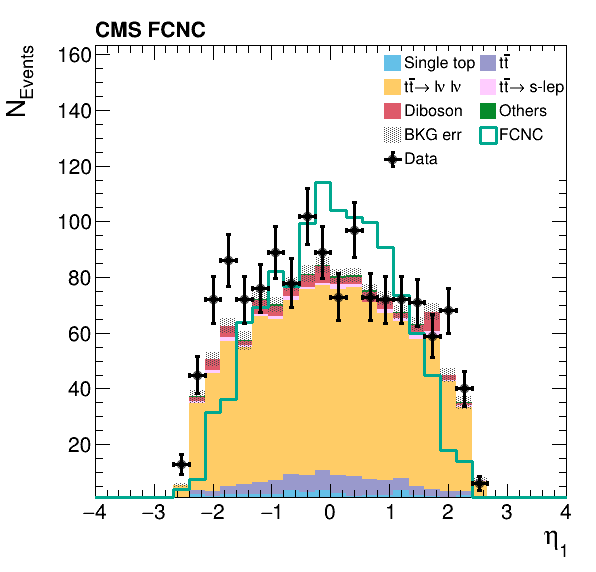 CMS FCNC
N_Events
160
140
120
100
80
60
40
20
Single top
tt̄
tt̄→ lν lν
tt̄→ s-lep
Diboson
Others
BKG err
FCNC
Data
−4 −3 −2 −1 0 1 2 3 4
η_1